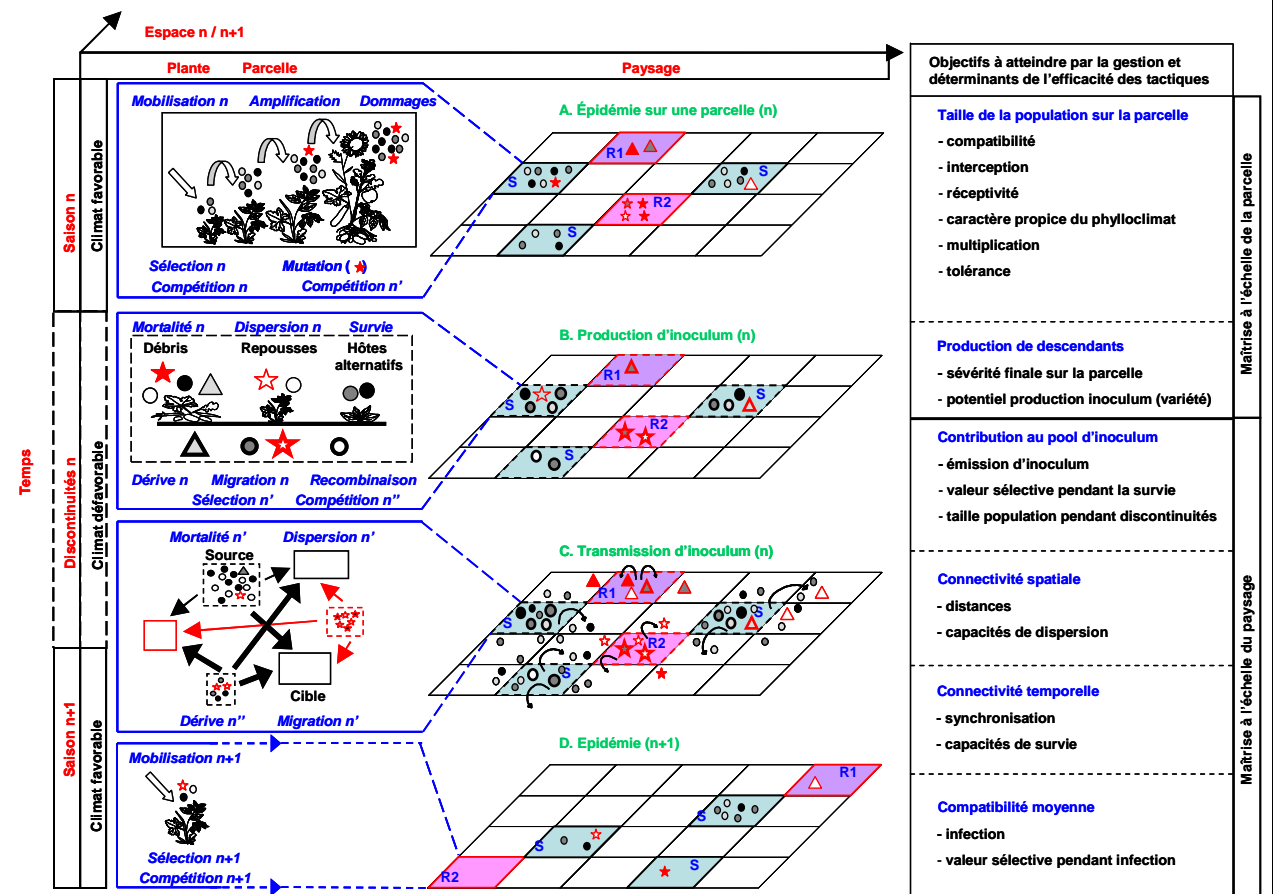 Espace n / n+1
Plante
Parcelle
Paysage
Temps
Saison n
Climat favorable
Mobilisation n
Amplification
Dommages
Sélection n
Mutation ( )
Compétition n
Compétition n’
A. Épidémie sur une parcelle (n)
R1
S
S
R2
S
Discontinuités n
Climat défavorable
Mortalité n
Dispersion n
Survie
Débris
Repousses
Hôtes
alternatifs
Dérive n
Migration n
Recombinaison
Sélection n’
Compétition n’’
B. Production d’inoculum (n)
R1
S
S
R2
S
Mortalité n’
Dispersion n’
Source
Cible
Dérive n’’
Migration n’
C. Transmission d’inoculum (n)
R1
S
S
R2
S
Saison n+1
Climat favorable
Mobilisation n+1
Sélection n+1
Compétition n+1
D. Epidémie (n+1)
R1
S
S
R2
S
Objectifs à atteindre par la gestion et
déterminants de l’efficacité des tactiques
Taille de la population sur la parcelle
- compatibilité
- interception
- réceptivité
- caractère propice du phylloclimat
- multiplication
- tolérance
Production de descendants
- sévérité finale sur la parcelle
- potentiel production inoculum (variété)
Maîtrise à l’échelle de la parcelle
Contribution au pool d’inoculum
- émission d’inoculum
- valeur sélective pendant la survie
- taille population pendant discontinuités
Connectivité spatiale
- distances
- capacités de dispersion
Connectivité temporelle
- synchronisation
- capacités de survie
Compatibilité moyenne
- infection
- valeur sélective pendant infection
Maîtrise à l’échelle du paysage